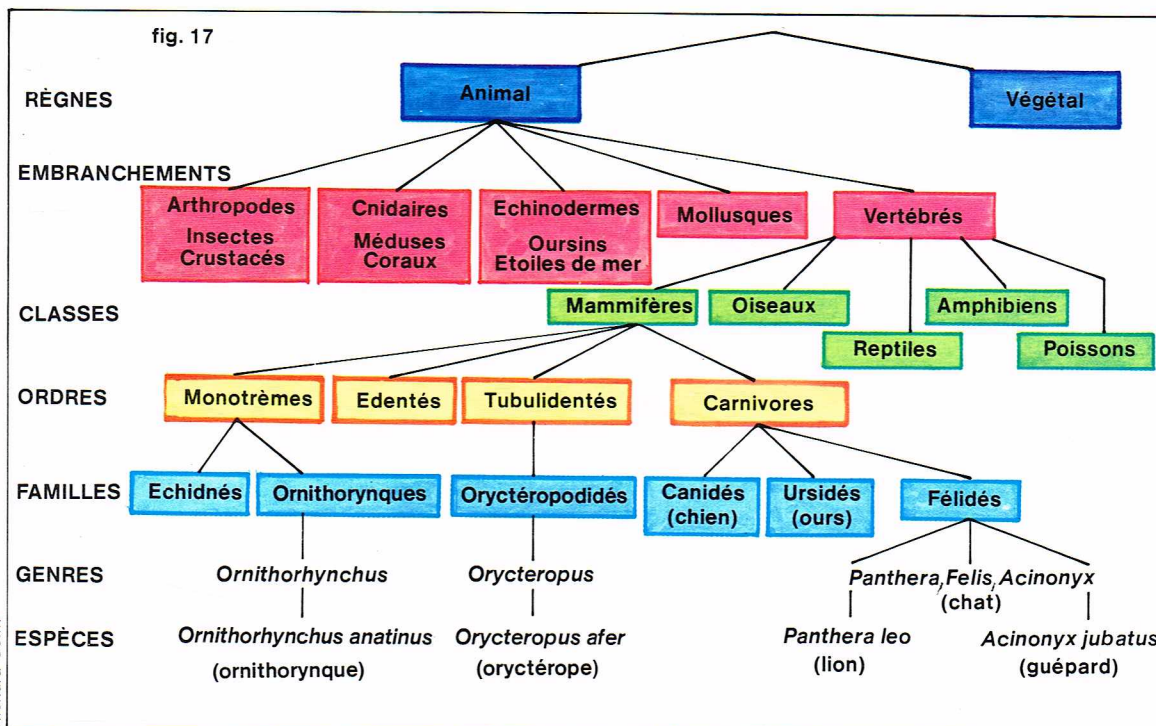 fig. 17
RÈGNES
Animal
Végétal
EMBRANCHEMENTS
Arthropodes
Insectes
Crustacés
Cnidaires
Méduses
Coraux
Echinodermes
Oursins
Etoiles de mer
Mollusques
Vertébrés
CLASSES
Mammifères
Oiseaux
Amphibiens
Reptiles
Poissons
ORDRES
Monotrèmes
Edentés
Tubulidentés
Carnivores
FAMILLES
Echidnés
Ornithorynques
Oryctéropodidés
Canidés
(chien)
Ursidés
(ours)
Félidés
GENRES
Ornithorhynchus
Orycteropus
Panthera, Felis, Acinonyx
(chat)
ESPÈCES
Ornithorhynchus anatinus
(ornithorynque)
Orycteropus afer
(oryctérope)
Panthera leo
(lion)
Acinonyx jubatus
(guépard)